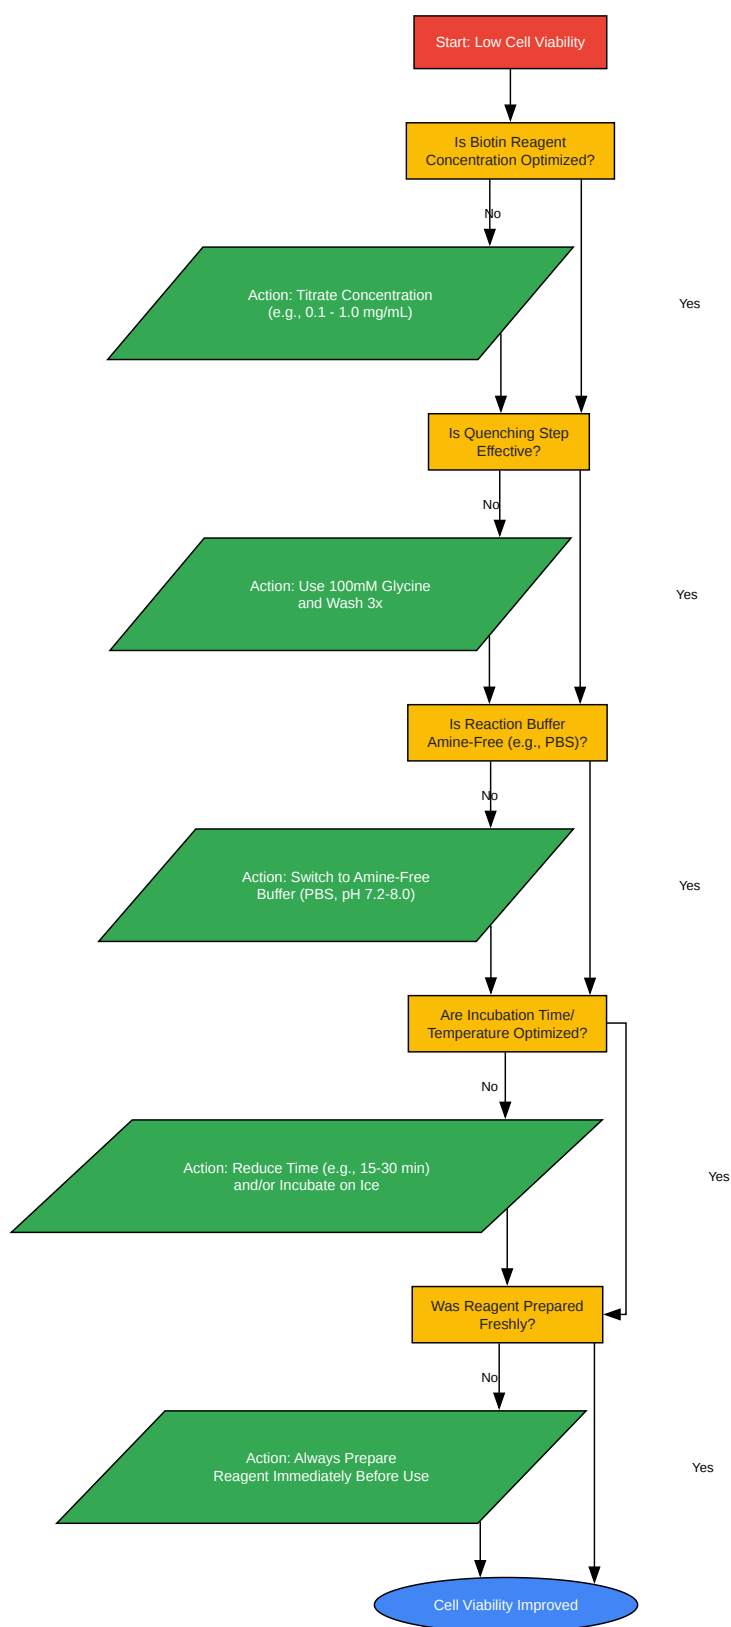 Start: Low Cell Viability
Is Biotin Reagent
Concentration Optimized?
No
Action: Titrate Concentration
(e.g., 0.1 - 1.0 mg/mL)
Yes
Is Quenching Step
Effective?
No
Action: Use 100mM Glycine
and Wash 3x
Yes
Is Reaction Buffer
Amine-Free (e.g., PBS)?
No
Action: Switch to Amine-Free
Buffer (PBS, pH 7.2-8.0)
Yes
Are Incubation Time/
Temperature Optimized?
No
Action: Reduce Time (e.g., 15-30 min)
and/or Incubate on Ice
Yes
Was Reagent Prepared
Freshly?
No
Action: Always Prepare
Reagent Immediately Before Use
Yes
Cell Viability Improved